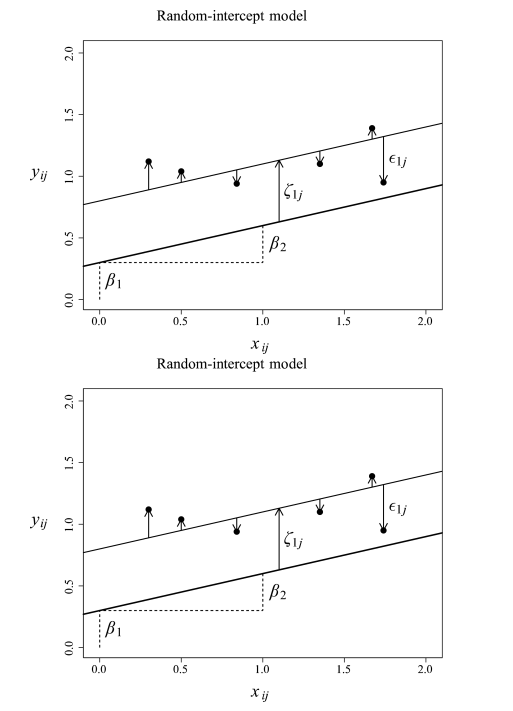 Random-intercept model
2.0
1.5
1.0
0.5
0.0
y_ij
ϵ_1j
ζ_1j
β_2
β_1
0.0 0.5 1.0 1.5 2.0
x_ij
Random-intercept model
2.0
1.5
1.0
0.5
0.0
y_ij
ϵ_1j
ζ_1j
β_2
β_1
0.0 0.5 1.0 1.5 2.0
x_ij